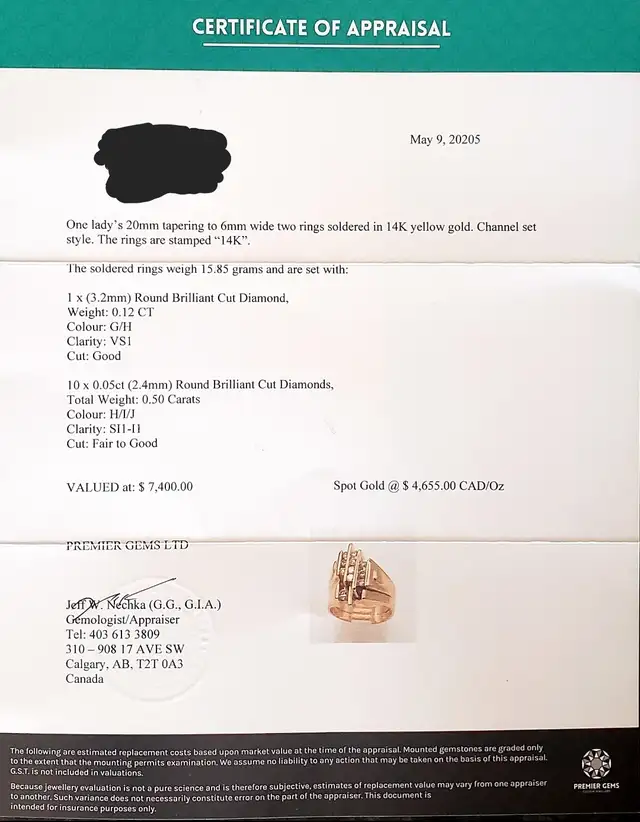 CERTIFICATE OF APPRAISAL
May 9, 20205
One lady's 20mm tapering to 6mm wide two rings soldered in 14K yellow gold. Channel set
style. The rings are stamped “14K”.
The soldered rings weigh 15.85 grams and are set with:
1 x (3.2mm) Round Brilliant Cut Diamond,
Weight: 0.12 CT
Colour: G/H
Clarity: VS1
Cut: Good
10 x 0.05ct (2.4mm) Round Brilliant Cut Diamonds,
Total Weight: 0.50 Carats
Colour: H/I/J
Clarity: SI1-I1
Cut: Fair to Good
VALUED at: $ 7,400.00
Spot Gold @ $ 4,655.00 CAD/Oz
PREMIER GEMS LTD
Jeff W. Nechka (G.G., G.I.A.)
Gemologist/Appraiser
Tel: 403 613 3809
310 – 908 17 AVE SW
Calgary, AB, T2T 0A3
Canada
The following are estimated replacement costs based upon market value at the time of the appraisal. Mounted gemstones are graded only
to the extent that the mounting permits examination. We assume no liability to any action that may be taken on the basis of this appraisal.
G.S.T. is not included in valuations.
Because jewellery evaluation is not a pure science and is therefore subjective, estimates of replacement value may vary from one appraiser
to another. Such variance does not necessarily constitute error on the part of the appraiser. This document is
intended for insurance purposes only.
PREMIER GEMS